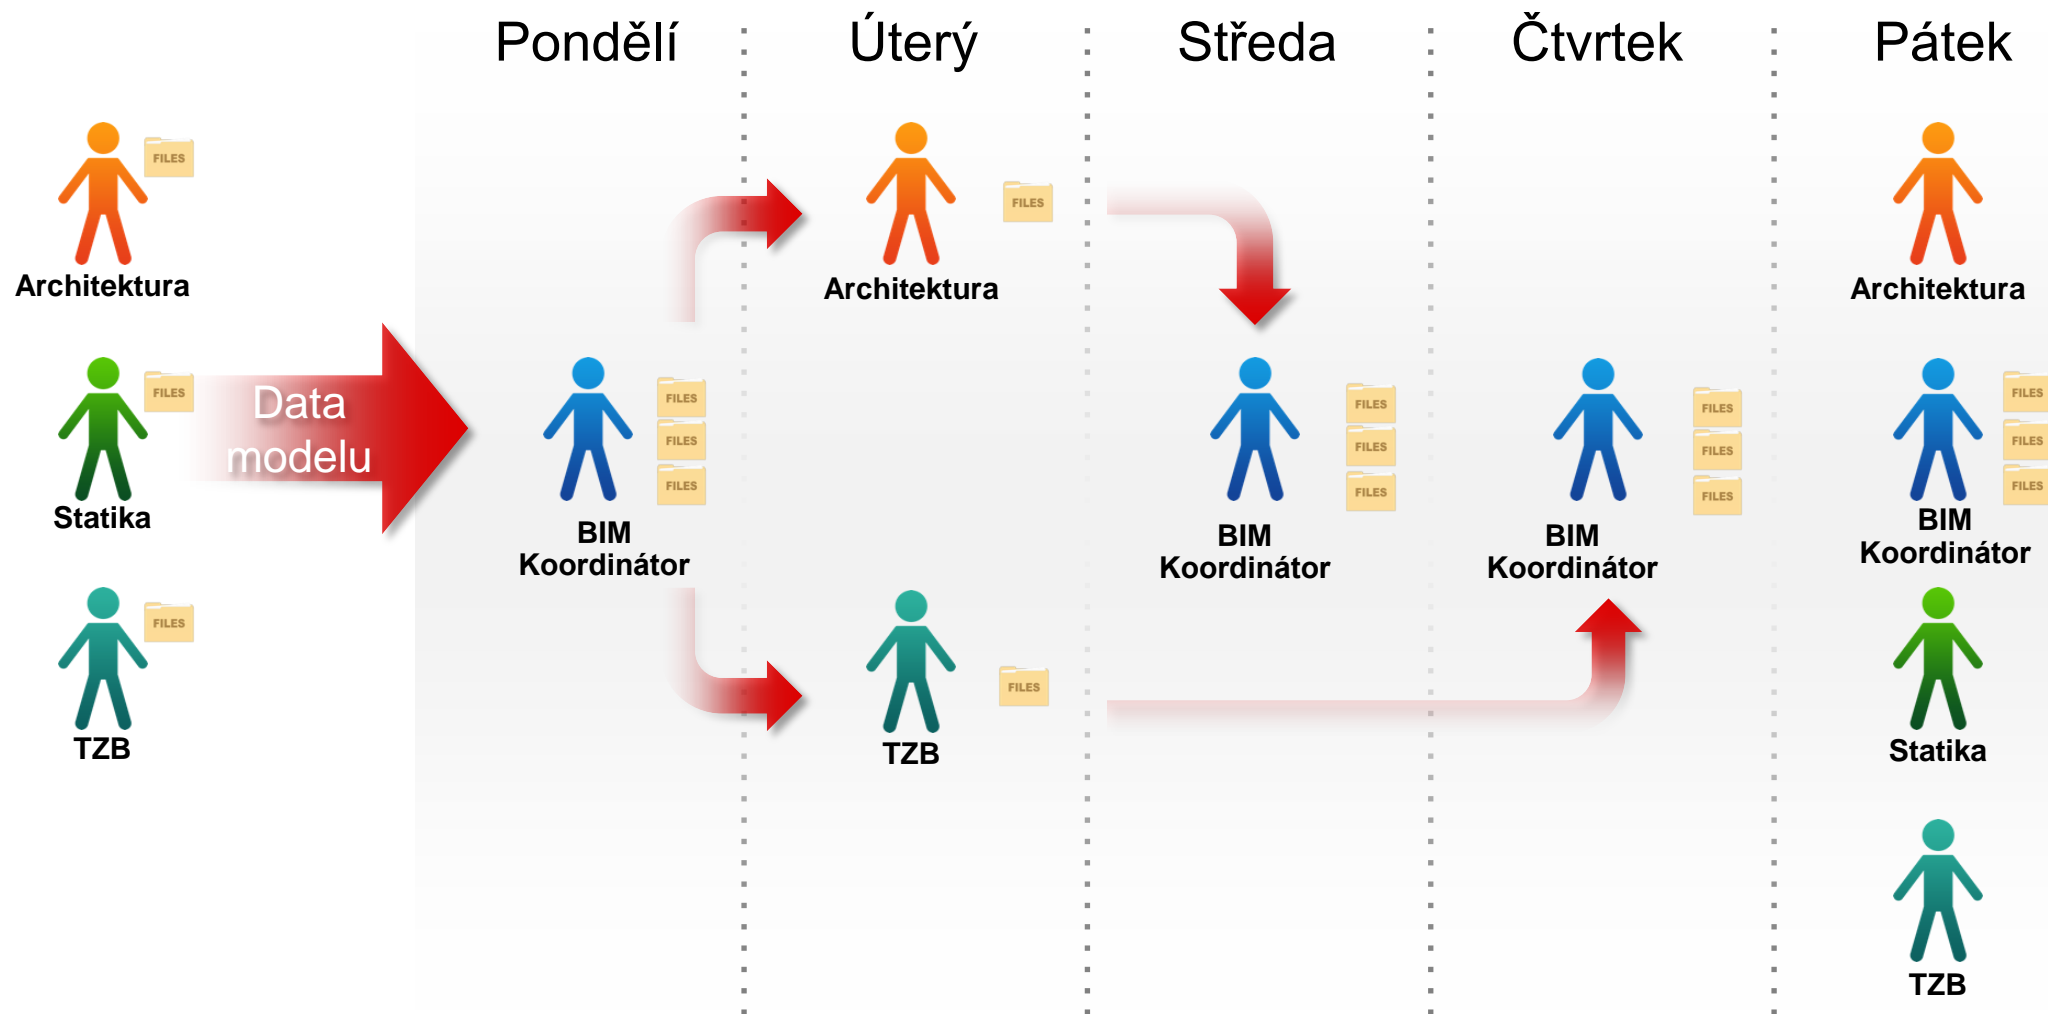 Pondělí
Úterý
Středa
Čtvrtek
Pátek
FILES
Architektura
FILES
Statika
FILES
TZB
Data
modelu
FILES
FILES
FILES
BIM
Koordinátor
FILES
Architektura
FILES
TZB
FILES
FILES
FILES
BIM
Koordinátor
FILES
FILES
FILES
BIM
Koordinátor
Architektura
FILES
FILES
FILES
BIM
Koordinátor
Statika
TZB